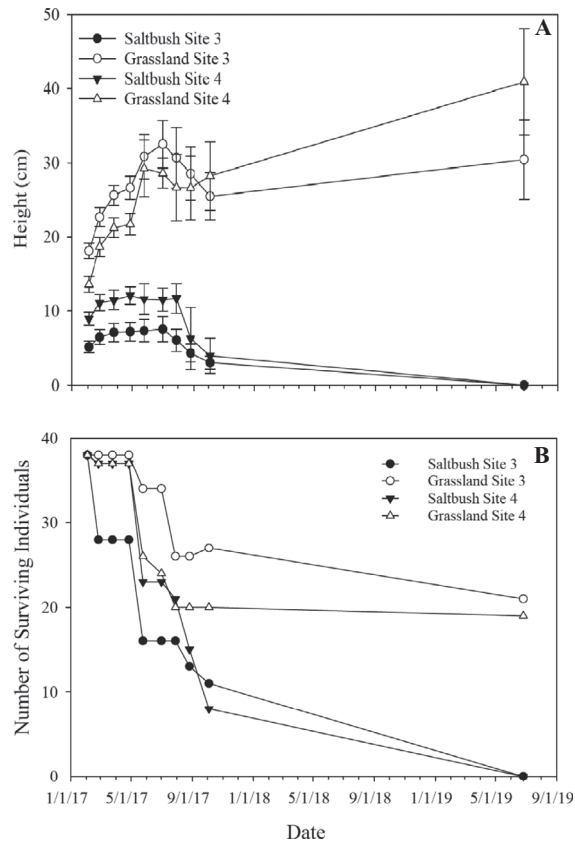 A
Saltbush Site 3
Grassland Site 3
Saltbush Site 4
Grassland Site 4
50
40
30
20
10
0
Height (cm)
B
Saltbush Site 3
Grassland Site 3
Saltbush Site 4
Grassland Site 4
40
30
20
10
0
Number of Surviving Individuals
1/1/17 5/1/17 9/1/17 1/1/18 5/1/18 9/1/18 1/1/19 5/1/19 9/1/19
Date